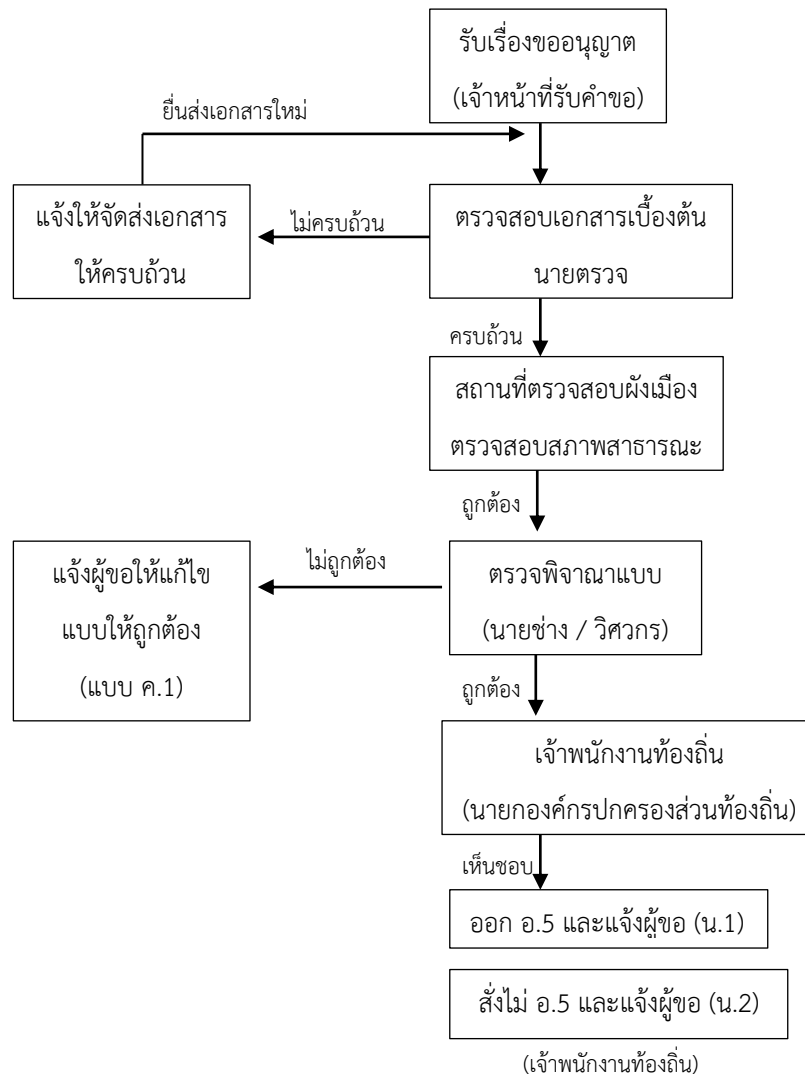 รับเรื่องขออนุญาต
(เจ้าหน้าที่รับคำขอ)
ยื่นส่งเอกสารใหม่
แจ้งให้จัดส่งเอกสาร
ให้ครบถ้วน
ไม่ครบถ้วน
ตรวจสอบเอกสารเบื้องต้น
นายตรวจ
ครบถ้วน
สถานที่ตรวจสอบผังเมือง
ตรวจสอบสภาพสาธารณะ
ถูกต้อง
แจ้งผู้ขอให้แก้ไข
แบบให้ถูกต้อง
(แบบ ค.1)
ไม่ถูกต้อง
ตรวจพิจาณาแบบ
(นายช่าง / วิศวกร)
ถูกต้อง
เจ้าพนักงานท้องถิ่น
(นายกองค์กรปกครองส่วนท้องถิ่น)
เห็นชอบ
ออก อ.5 และแจ้งผู้ขอ (น.1)
สั่งไม่ อ.5 และแจ้งผู้ขอ (น.2)
(เจ้าพนักงานท้องถิ่น)